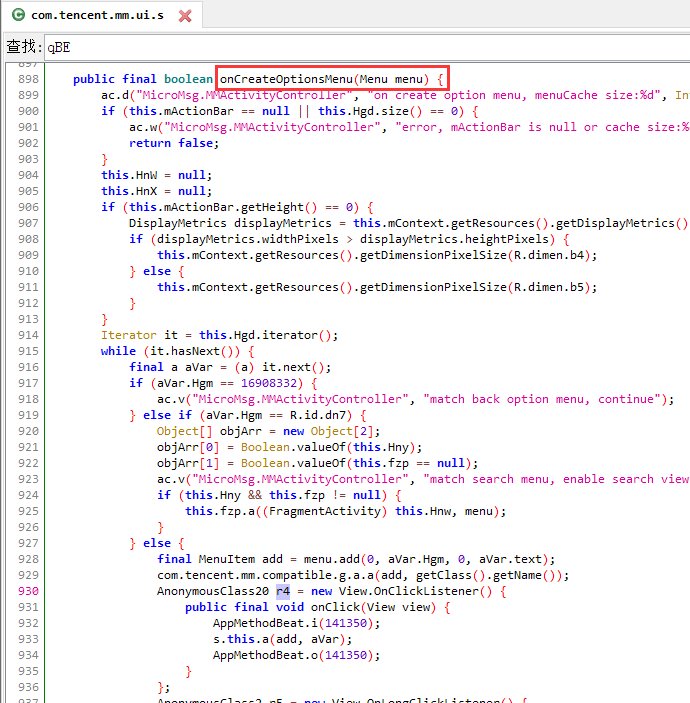 com.tencent.mm.ui.s
查找: qBE
897
898 public final boolean onCreateOptionsMenu(Menu menu) {
899 ac.d("MicroMsg.MMActivityController", "on create option menu, menuCache size:%d", In
900 if (this.mActionBar == null || this.Hgd.size() == 0) {
901 ac.w("MicroMsg.MMActivityController", "error, mActionBar is null or cache size:%
902 return false;
903 }
904 this.HnW = null;
905 this.HnX = null;
906 if (this.mActionBar.getHeight() == 0) {
907 DisplayMetrics displayMetrics = this.mContext.getResources().getDisplayMetrics()
908 if (displayMetrics.widthPixels > displayMetrics.heightPixels) {
909 this.mContext.getResources().getDimensionPixelSize(R.dimen.b4);
910 } else {
911 this.mContext.getResources().getDimensionPixelSize(R.dimen.b5);
912 }
913 }
914 Iterator it = this.Hgd.iterator();
915 while (it.hasNext()) {
916 final a aVar = (a) it.next();
917 if (aVar.Hgm == 16908332) {
918 ac.v("MicroMsg.MMActivityController", "match back option menu, continue");
919 } else if (aVar.Hgm == R.id.dn7) {
920 Object[] objArr = new Object[2];
921 objArr[0] = Boolean.valueOf(this.Hny);
922 objArr[1] = Boolean.valueOf(this.fzp == null);
923 ac.v("MicroMsg.MMActivityController", "match search menu, enable search view
924 if (this.Hny && this.fzp != null) {
925 this.fzp.a((FragmentActivity) this.Hnw, menu);
926 }
927 } else {
928 final MenuItem add = menu.add(0, aVar.Hgm, 0, aVar.text);
929 com.tencent.mm.compatible.g.a.a(add, getClass().getName());
930 AnonymousClass20 r4 = new View.OnClickListener() {
931 public final void onClick(View view) {
932 AppMethodBeat.i(141350);
933 s.this.a(add, aVar);
934 AppMethodBeat.o(141350);
935 }
936 };
937 AnonymousClass2 r5 = new View.OnLongClickListener() {